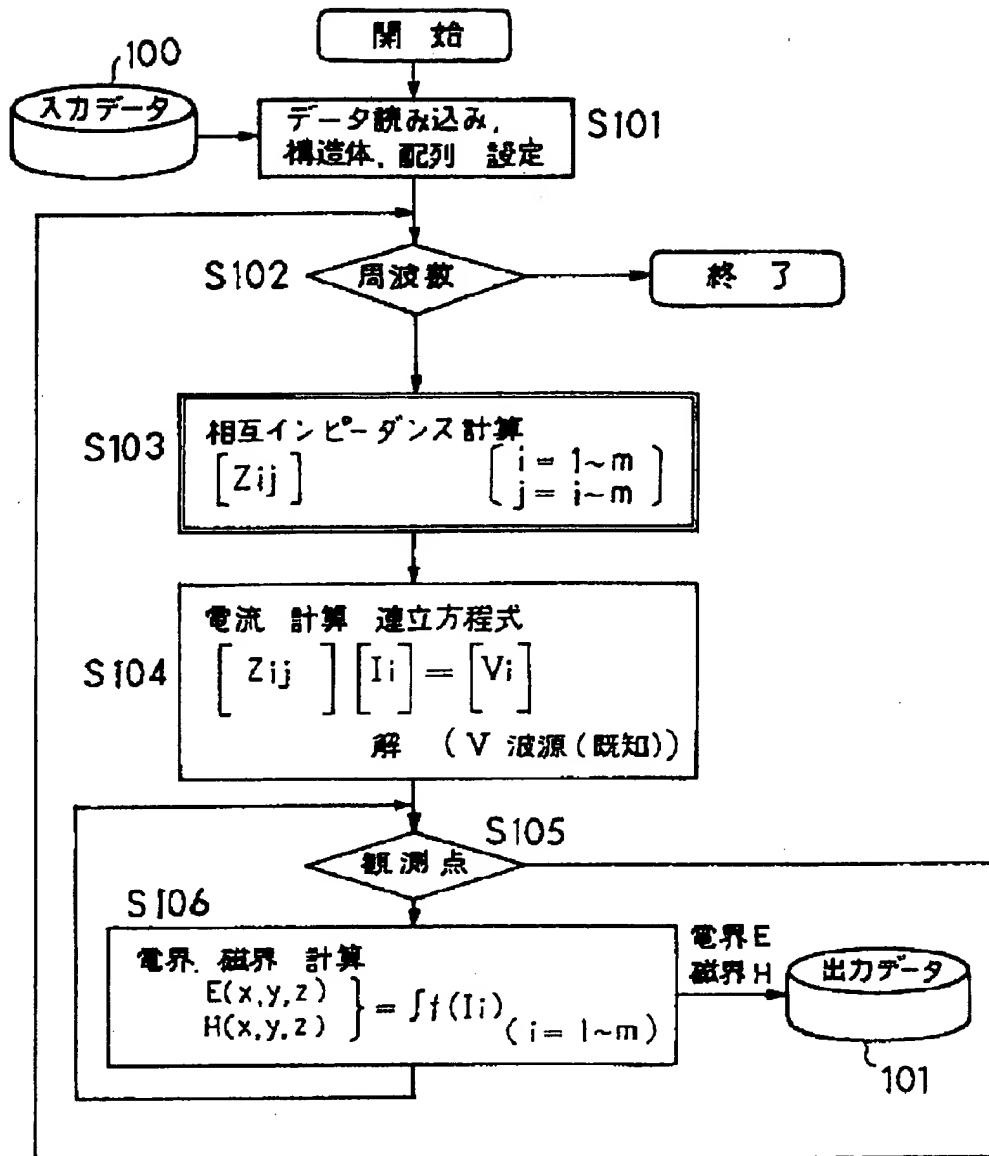 開始
100
入力データ
データ読み込み,
構造体, 配列 設定
S101
S102
周波数
終了
S103
相互インピーダンス計算
[Zij] (i = 1~m
j = i~m)
S104
電流 計算 連立方程式
[Zij] [Ii] = [Vi]
解 (V 波源(既知))
S105
観測点
S106
電界, 磁界 計算
E(x,y,z)
H(x,y,z) } = ∫f(Ii) (i = 1~m)
電界E
磁界H
出力データ
101